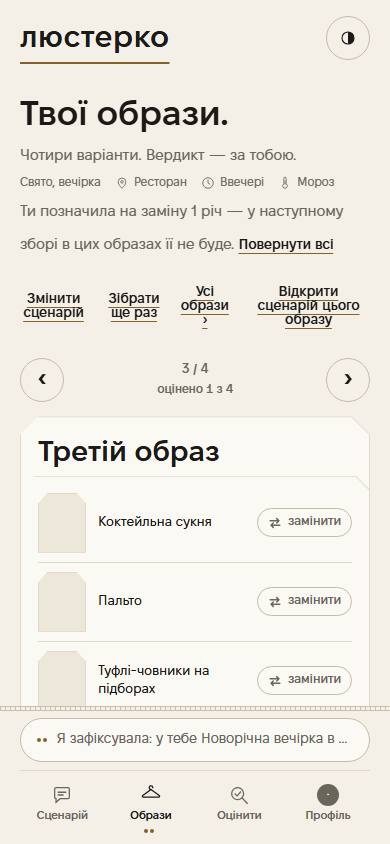 люстерко
Твої образи.
Чотири варіанти. Вердикт — за тобою.
Свято, вечірка Ресторан Ввечері Мороз
Ти позначила на заміну 1 річ — у наступному
зборі в цих образах її не буде. Повернути всі
Змінити
сценарій
Зібрати
ще раз
Усі
образи
›
Відкрити
сценарій цього
образу
‹
3 / 4
оцінено 1 з 4
›
Третій образ
Коктейльна сукня
замінити
Пальто
замінити
Туфлі-човники на
підборах
замінити
Я зафіксувала: у тебе Новорічна вечірка в ...
Сценарій Образи Оцінити Профіль